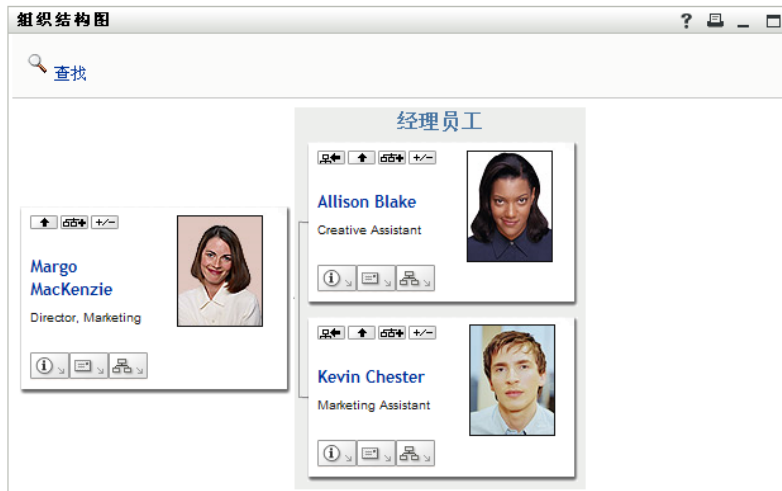 组织结构图
查找
经理员工
Margo
MacKenzie
Director, Marketing
Allison Blake
Creative Assistant
Kevin Chester
Marketing Assistant